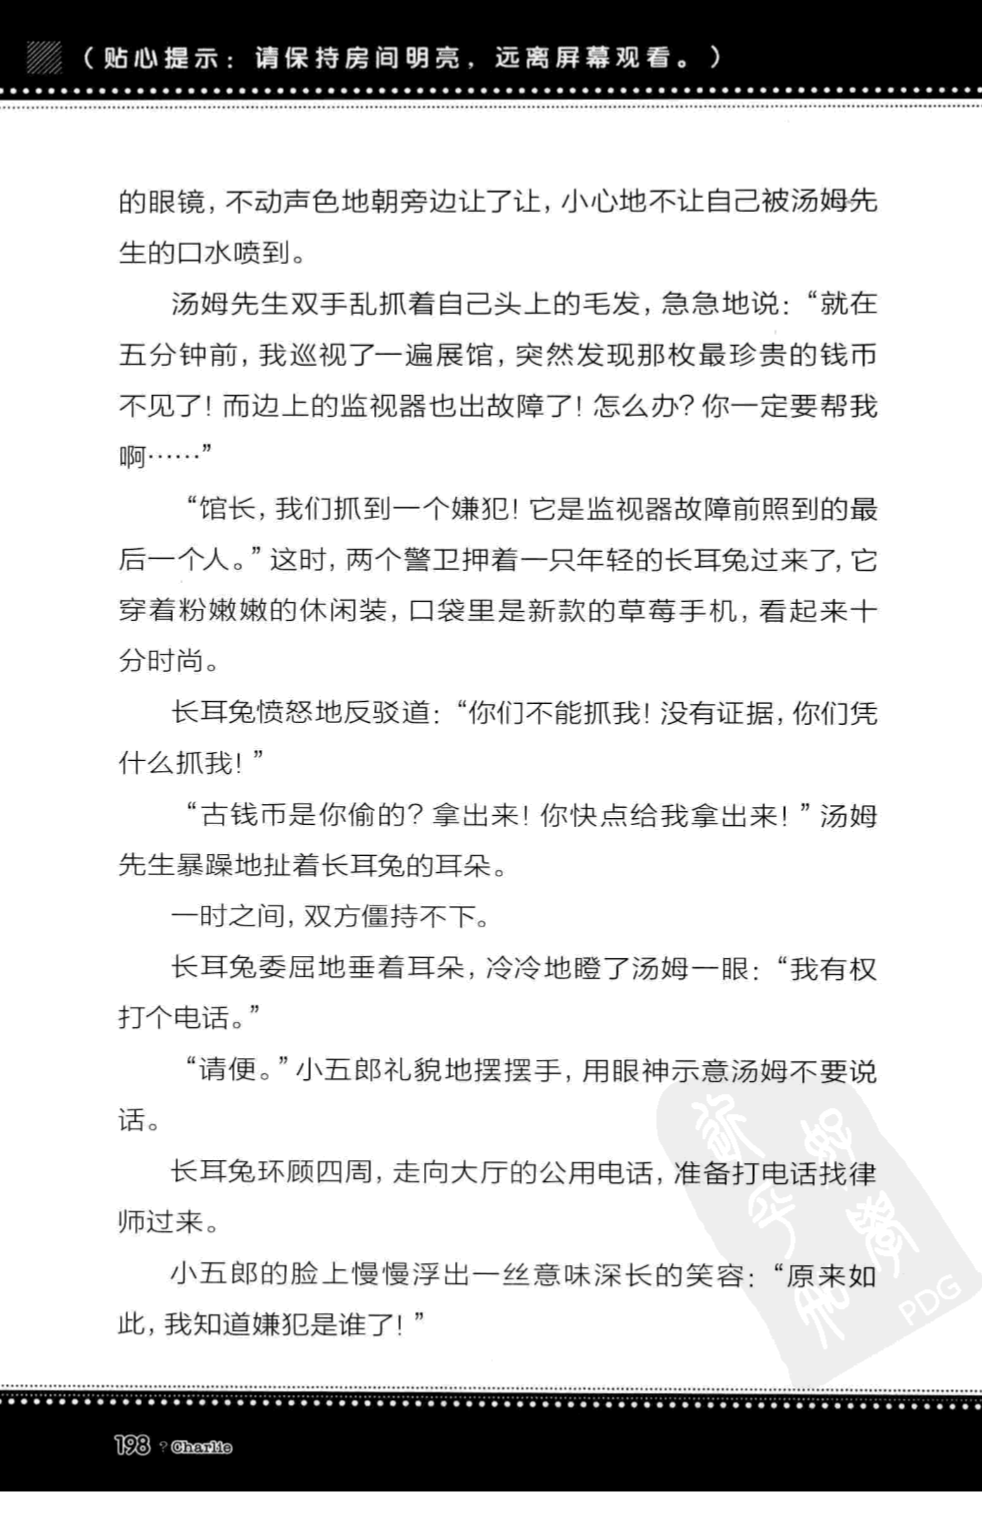 （贴心提示：请保持房间明亮，远离屏幕观看。）
的眼镜，不动声色地朝旁边让了让，小心地不让自己被汤姆先
生的口水喷到。
汤姆先生双手乱抓着自己头上的毛发，急急地说：“就在
五分钟前，我巡视了一遍展馆，突然发现那枚最珍贵的钱币
不见了！而边上的监视器也出故障了！怎么办？你一定要帮我
啊……”
“馆长，我们抓到一个嫌犯！它是监视器故障前照到的最
后一个人。”这时，两个警卫押着一只年轻的长耳兔过来了，它
穿着粉嫩嫩的休闲装，口袋里是新款的草莓手机，看起来十
分时尚。
长耳兔愤怒地反驳道：“你们不能抓我！没有证据，你们凭
什么抓我！”
“古钱币是你偷的？拿出来！你快点给我拿出来！”汤姆
先生暴躁地扯着长耳兔的耳朵。
一时之间，双方僵持不下。
长耳兔委屈地垂着耳朵，冷冷地瞪了汤姆一眼：“我有权
打个电话。”
“请便。”小五郎礼貌地摆摆手，用眼神示意汤姆不要说
话。
长耳兔环顾四周，走向大厅的公用电话，准备打电话找律
师过来。
小五郎的脸上慢慢浮出一丝意味深长的笑容：“原来如
此，我知道嫌犯是谁了！”
PDG
198 ? Charlie